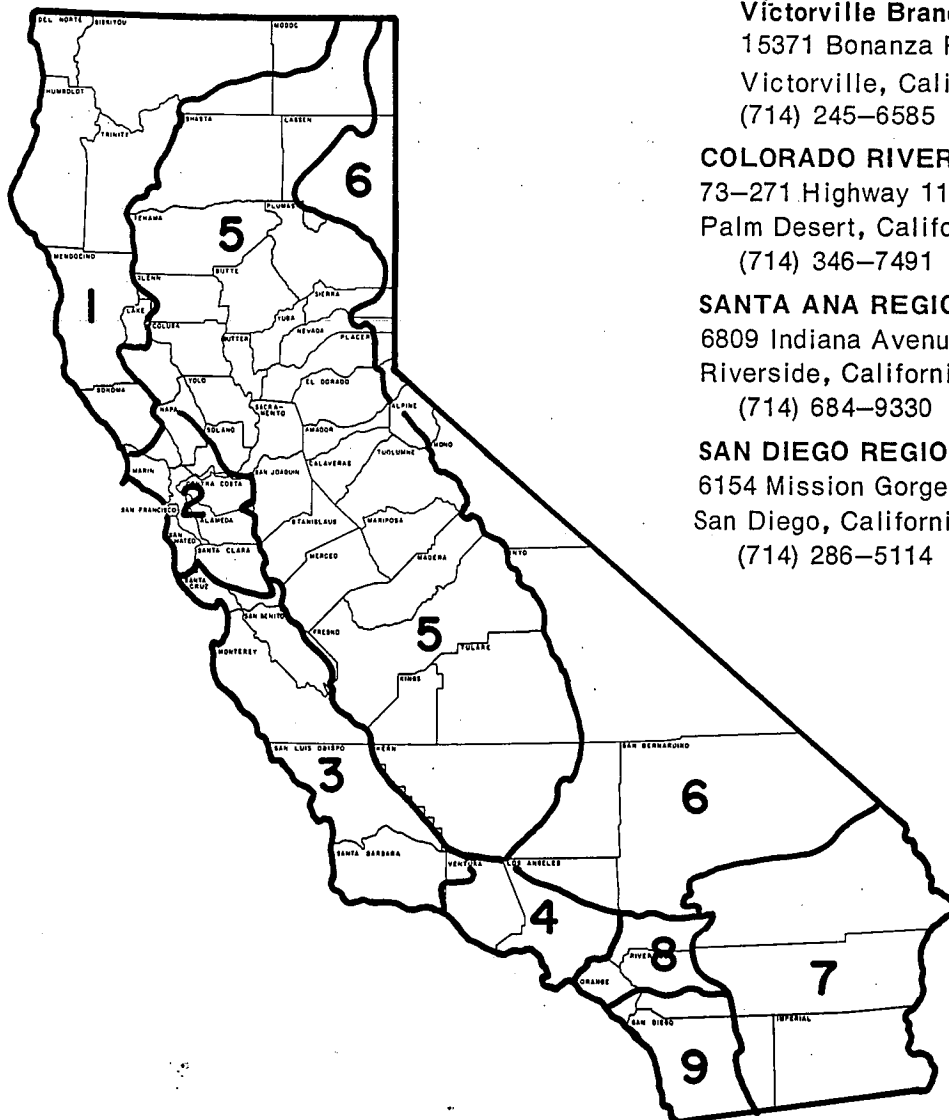 Victorville Bran
15371 Bonanza
Victorville, Cali
(714) 245–6585
COLORADO RIVER
73–271 Highway 11
Palm Desert, Califo
(714) 346–7491
SANTA ANA REGIO
6809 Indiana Avenu
Riverside, Californi
(714) 684–9330
SAN DIEGO REGIO
6154 Mission Gorge
San Diego, Californi
(714) 286–5114
DEL NORTE
SISKIYOU
MODOC
HUMBOLDT
TRINITY
SHASTA
LASSEN
6
TEHAMA
PLUMAS
5
MENDOCINO
GLENN
BUTTE
1
LAKE
COLUSA
SIERRA
YUBA
NEVADA
SUTTER
PLACER
SONOMA
YOLO
EL DORADO
NAPA
SACRA-
MENTO
ALPINE
SOLANO
AMADOR
MONO
MARIN
SAN JOAQUIN
CALAVERAS
TUOLUMNE
2
CONTRA COSTA
SAN FRANCISCO
ALAMEDA
STANISLAUS
MARIPOSA
SAN
MATEO
SANTA CLARA
MERCED
MADERA
INYO
SANTA
CRUZ
SAN BENITO
FRESNO
5
MONTEREY
TULARE
KINGS
SAN LUIS OBISPO
KERN
SAN BERNARDINO
3
6
SANTA BARBARA
VENTURA
LOS ANGELES
4
8
RIVER
7
ORANGE
SAN DIEGO
IMPERIAL
9